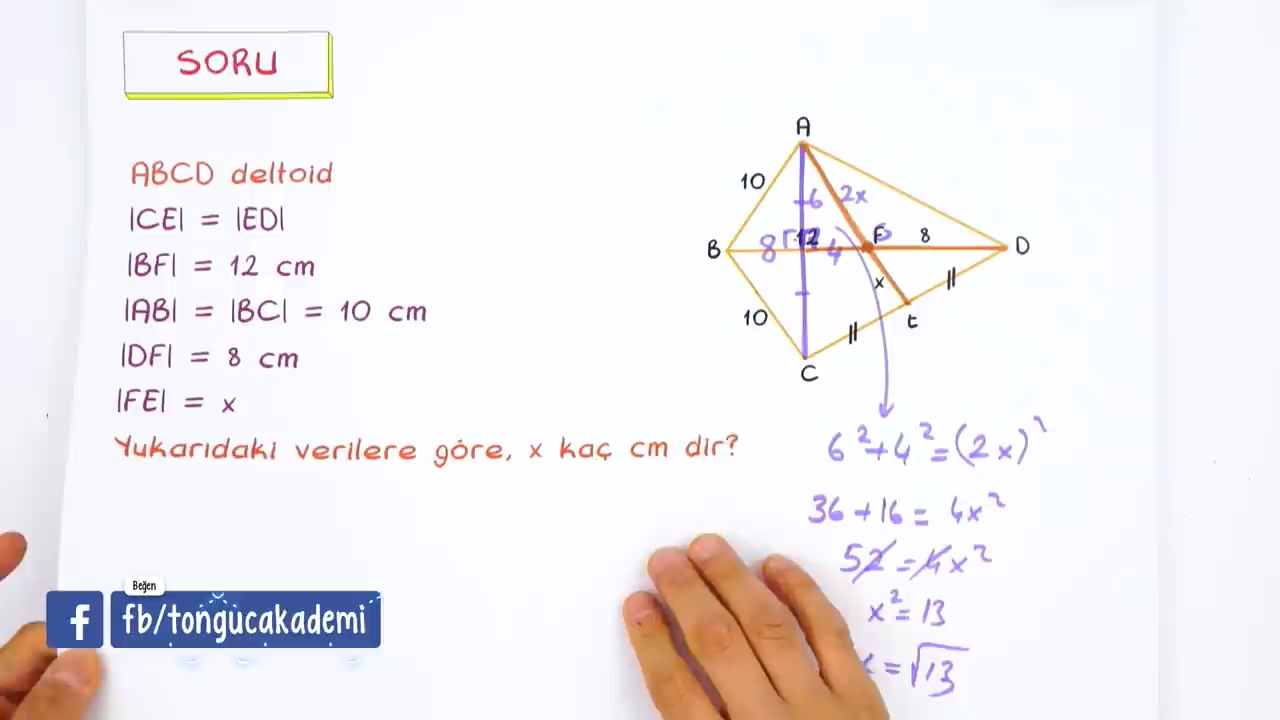 SORU
ABCD deltoid
|CE| = |ED|
|BF| = 12 cm
|AB| = |BC| = 10 cm
|DF| = 8 cm
|FE| = x
Yukarıdaki verilere göre, x kaç cm dir?
A
10
6
2x
B
8
12
4
F
8
D
x
10
E
C
6²+4²=(2x)²
36+16=4x²
52=4x²
x²=13
x=√13
Beğen
f
fb/tongucakademi